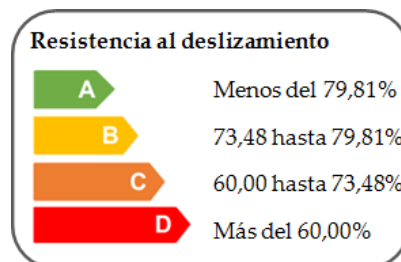 Resistencia al deslizamiento
A Menos del 79,81%
B 73,48 hasta 79,81%
C 60,00 hasta 73,48%
D Más del 60,00%